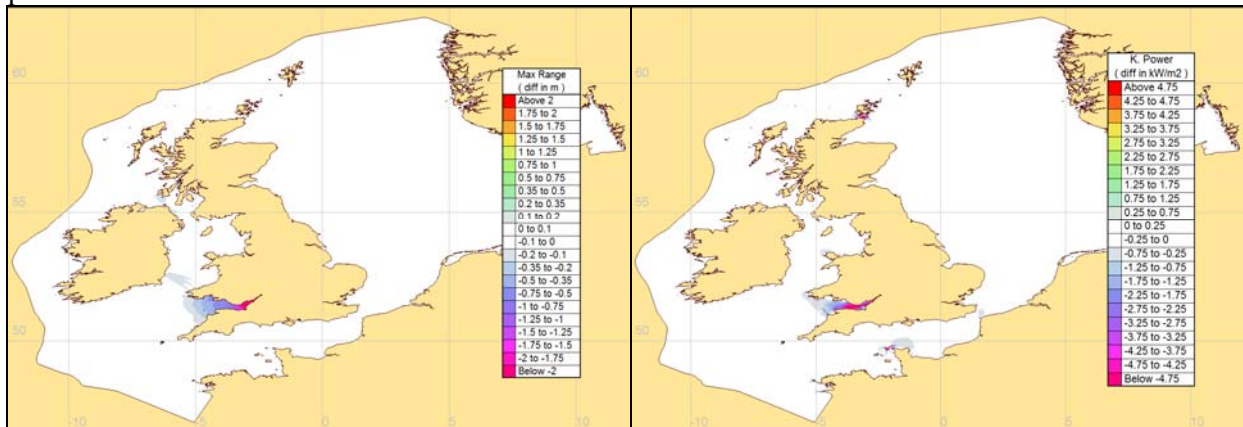 Max Range
( diff in m )
Above 2
1.75 to 2
1.5 to 1.75
1.25 to 1.5
1 to 1.25
0.75 to 1
0.5 to 0.75
0.35 to 0.5
0.2 to 0.35
0.1 to 0.2
0 to 0.1
-0.1 to 0
-0.2 to -0.1
-0.35 to -0.2
-0.5 to -0.35
-0.75 to -0.5
-1 to -0.75
-1.25 to -1
-1.5 to -1.25
-1.75 to -1.5
-2 to -1.75
Below -2
60
55
50
-10
-5
0
5
10
K. Power
( diff in kW/m2 )
Above 4.75
4.25 to 4.75
3.75 to 4.25
3.25 to 3.75
2.75 to 3.25
2.25 to 2.75
1.75 to 2.25
1.25 to 1.75
0.75 to 1.25
0.25 to 0.75
0 to 0.25
-0.25 to 0
-0.75 to -0.25
-1.25 to -0.75
-1.75 to -1.25
-2.25 to -1.75
-2.75 to -2.25
-3.25 to -2.75
-3.75 to -3.25
-4.25 to -3.75
-4.75 to -4.25
Below -4.75
60
55
50
-10
-5
0
5
10